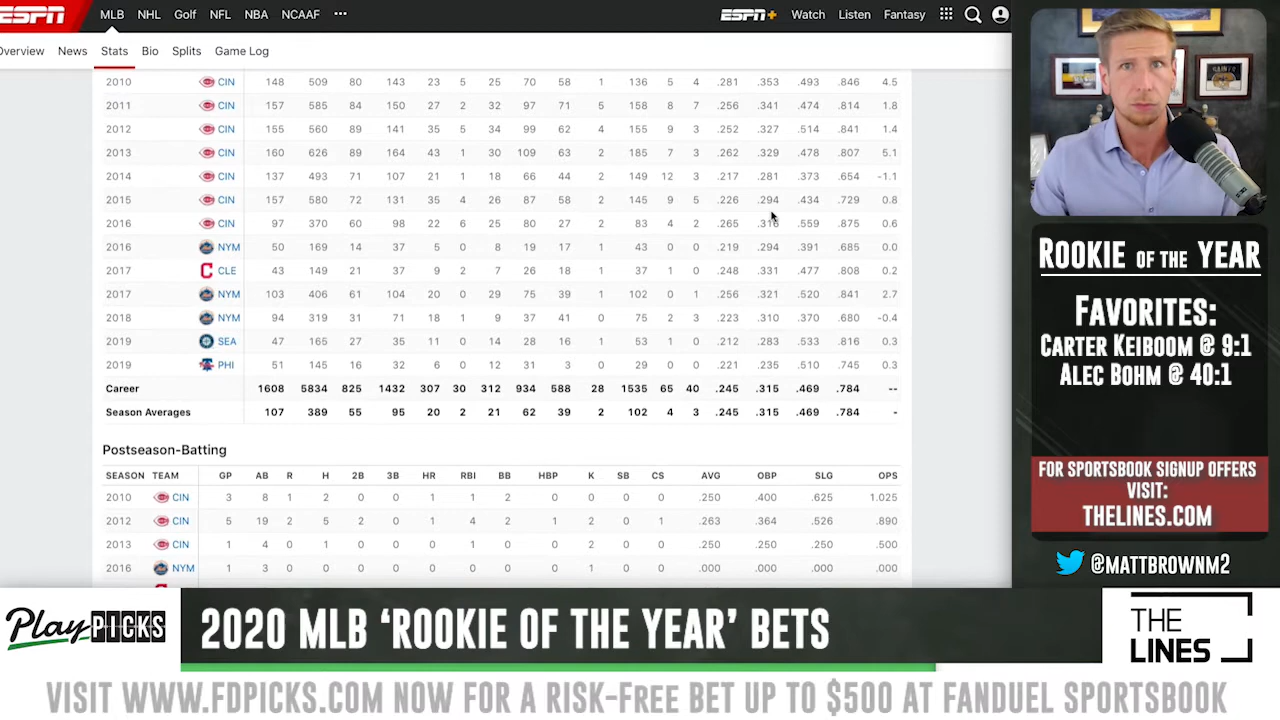 ESPN MLB NHL Golf NFL NBA NCAAF ••• ESPN+ Watch Listen Fantasy
Overview News Stats Bio Splits Game Log
2010 CIN 148 509 80 143 23 5 25 70 58 1 136 5 4 .281 .353 .493 .846 4.5
2011 CIN 157 585 84 150 27 2 32 97 71 5 158 8 7 .256 .341 .474 .814 1.8
2012 CIN 155 560 89 141 35 5 34 99 62 4 155 9 3 .252 .327 .514 .841 1.4
2013 CIN 160 626 89 164 43 1 30 109 63 2 185 7 3 .262 .329 .478 .807 5.1
2014 CIN 137 493 71 107 21 1 18 66 44 2 149 12 3 .217 .281 .373 .654 -1.1
2015 CIN 157 580 72 131 35 4 26 87 58 2 145 9 5 .226 .294 .434 .729 0.8
2016 CIN 97 370 60 98 22 6 25 80 27 2 83 4 2 .265 .316 .559 .875 0.6
2016 NYM 50 169 14 37 5 0 8 19 17 1 43 0 0 .219 .294 .391 .685 0.0
2017 CLE 43 149 21 37 9 2 7 26 18 1 37 1 0 .248 .331 .477 .808 0.2
2017 NYM 103 406 61 104 20 0 29 75 39 1 102 0 1 .256 .321 .520 .841 2.7
2018 NYM 94 319 31 71 18 1 9 37 41 0 75 2 3 .223 .310 .370 .680 -0.4
2019 SEA 47 165 27 35 11 0 14 28 16 1 53 1 0 .212 .283 .533 .816 0.3
2019 PHI 51 145 16 32 6 0 12 31 3 0 29 0 0 .221 .235 .510 .745 0.3
Career 1608 5834 825 1432 307 30 312 934 588 28 1535 65 40 .245 .315 .469 .784 --
Season Averages 107 389 55 95 20 2 21 62 39 2 102 4 3 .245 .315 .469 .784 -
Postseason-Batting
SEASON TEAM GP AB R H 2B 3B HR RBI BB HBP K SB CS AVG OBP SLG OPS
2010 CIN 3 8 1 2 0 0 1 1 2 0 0 0 0 .250 .400 .625 1.025
2012 CIN 5 19 2 5 2 0 1 4 2 1 2 0 1 .263 .364 .526 .890
2013 CIN 1 4 0 1 0 0 0 1 0 0 2 0 0 .250 .250 .250 .500
2016 NYM 1 3 0 0 0 0 0 0 0 0 1 0 0 .000 .000 .000 .000
ROOKIE OF THE YEAR
FAVORITES:
CARTER KEIBOOM @ 9:1
ALEC BOHM @ 40:1
FOR SPORTSBOOK SIGNUP OFFERS
VISIT:
THELINES.COM
@MATTBROWNM2
PlayPICKS
2020 MLB ‘ROOKIE OF THE YEAR’ BETS
THE
LINES
VISIT WWW.FDPICKS.COM NOW FOR A RISK-FREE BET UP TO $500 AT FANDUEL SPORTSBOOK